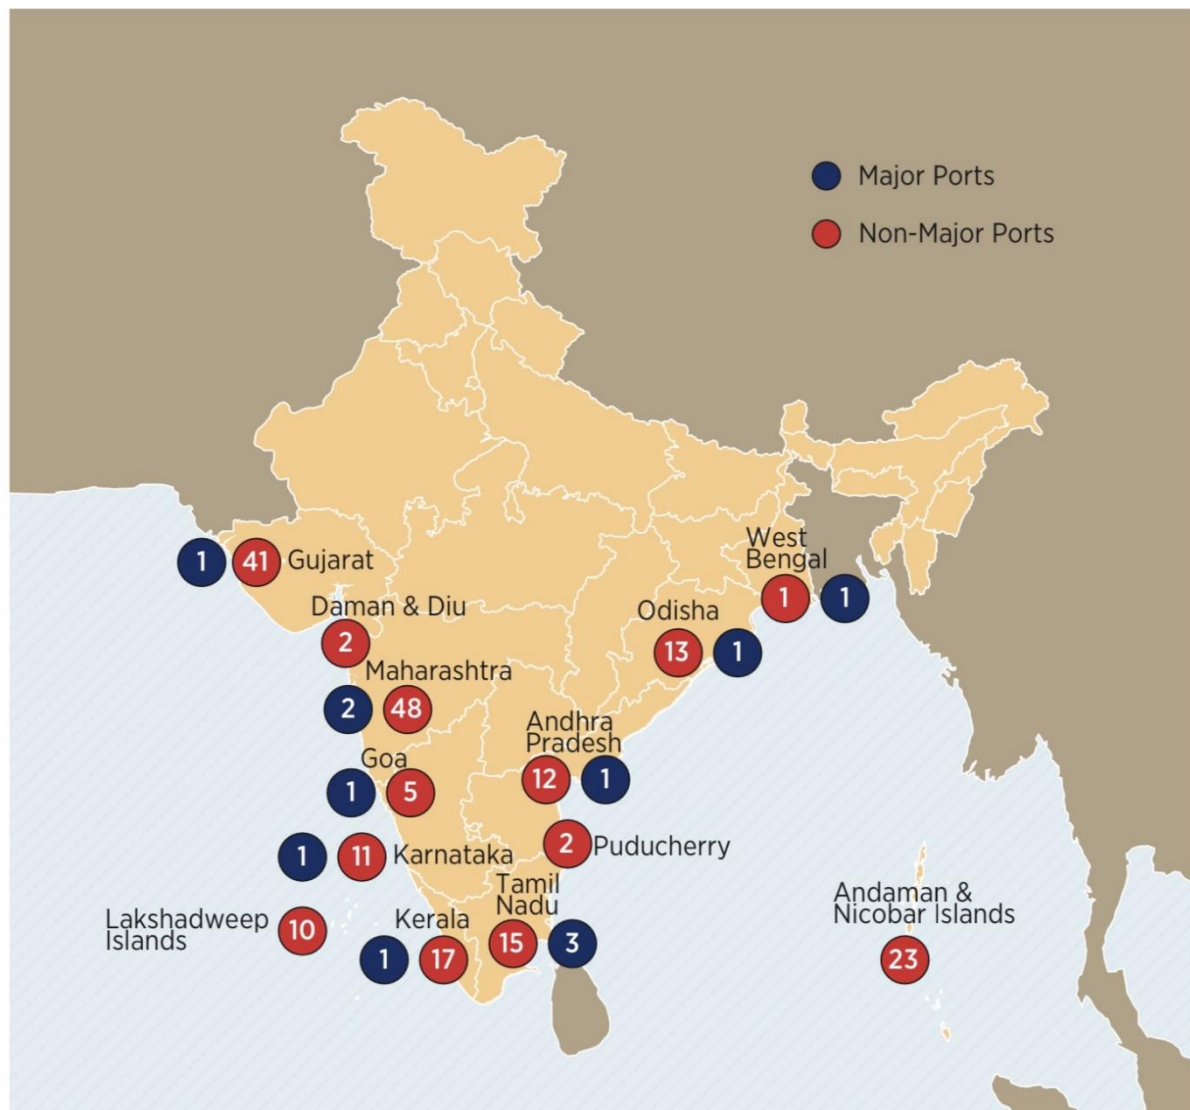 Major Ports
Non-Major Ports
West
Bengal
1 41 Gujarat
1 1
Daman & Diu
Odisha
2
13 1
Maharashtra
2 48
Andhra
Pradesh
Goa
12 1
1 5
2 Puducherry
1 11 Karnataka
Tamil
Nadu
Andaman &
Nicobar Islands
Lakshadweep
Islands
10
Kerala
15 3
1 17
23